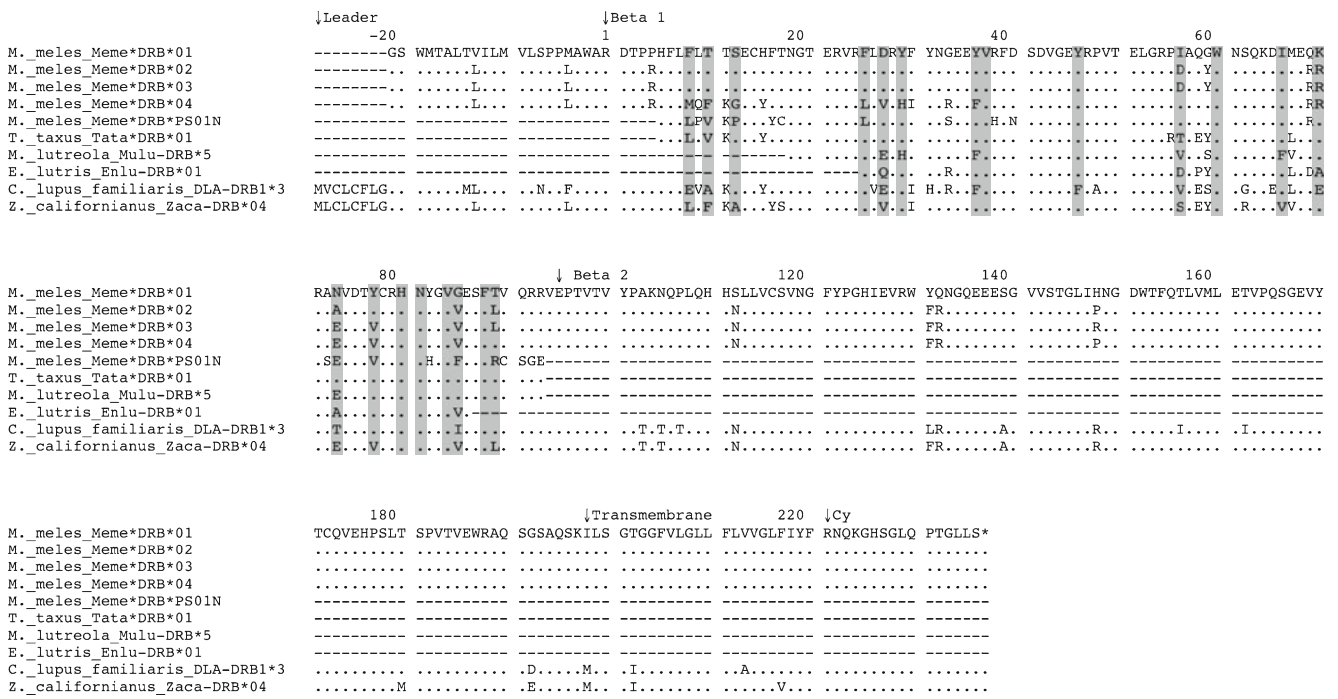 ↓Leader ↓Beta 1
-20 1 20 40 60
M._meles_Meme*DRB*01 --------GS WMTALTVILM VLSPPMAWAR DTPPHFLFLT TSECHFTNGT ERVRFLDRYF YNGEEYVRFD SDVGEYRPVT ELGRPIAQGW NSQKDIMEQK
M._meles_Meme*DRB*02 --------.. ......L... .....L.... ...R...... .......... .......... .......... .......... .....D..Y. ........RR
M._meles_Meme*DRB*03 --------.. ......L... .....L.... ...R...... .......... .......... .......... .......... .....D..Y. ........RR
M._meles_Meme*DRB*04 --------.. ......L... .....L.... ...R...MQF KG..Y..... ....L.V.HI ..R..F.... .......... .......... ........RR
M._meles_Meme*DRB*PS01N ---------- ---------- ---------- ----...LPV KP...YC... ....L..... ..S....H.N .......... .......... ........R.
T._taxus_Tata*DRB*01 ---------- ---------- ---------- ----...L.V K...Y..... .......... .......... .......... ....RT.EY. ......L...
M._lutreola_Mulu-DRB*5 ---------- ---------- ---------- ---------- -------... ......E.H. .....F.... .......... .....V..S. .....FV...
E._lutris_Enlu-DRB*01 ---------- ---------- ---------- ---------- ---------- ----..Q... ..R....... .......... .....D.PY. ......L.DA
C._lupus_familiaris_DLA-DRB1*3 MVCLCFLG.. .....ML... ..N..F.... .......EVA K...Y..... .....VE..I H.R..F.... .....F.A.. .....V.ES. .G..E.L..E
Z._californianus_Zaca-DRB*04 MLCLCFLG.. ......L... .....L.... .......L.F KA...YS... ......V..I .......... .......... .....S.EY. .R...VV...
↓ Beta 2
80 120 140 160
M._meles_Meme*DRB*01 RANVDTYCRH NYGVGESFTV QRRVEPTVTV YPAKNQPLQH HSLLVCSVNG FYPGHIEVRW YQNGQEEESG VVSTGLIHNG DWTFQTLVML ETVPQSGEVY
M._meles_Meme*DRB*02 ..A....... ....V...L. .......... .......... .N........ .......... FR........ .......P.. .......... ..........
M._meles_Meme*DRB*03 ..E...V... ....V...L. .......... .......... .......... .......... FR........ .......R.. .......... ..........
M._meles_Meme*DRB*04 ..E...V... ....V..... .......... .......... .N........ .......... FR........ .......P.. .......... ..........
M._meles_Meme*DRB*PS01N .SE...V... .H..F...RC SGE------- ---------- ---------- ---------- ---------- ---------- ---------- ----------
T._taxus_Tata*DRB*01 .......... .......... ...------- ---------- ---------- ---------- ---------- ---------- ---------- ----------
M._lutreola_Mulu-DRB*5 ..E....... .......... ...------- ---------- ---------- ---------- ---------- ---------- ---------- ----------
E._lutris_Enlu-DRB*01 ..A....... ....V.---- ---------- ---------- ---------- ---------- ---------- ---------- ---------- ----------
C._lupus_familiaris_DLA-DRB1*3 ..T....... ....I..... .......... ..T.T.T... .N........ .......... LR......A. .......R.. .....I.... .I........
Z._californianus_Zaca-DRB*04 ..E...V... ....V...L. .......... ..T.T..... .N........ .......... FR......A. .......R.. .......... ..........
↓Transmembrane ↓Cy
180 220
M._meles_Meme*DRB*01 TCQVEHPSLT SPVTVEWRAQ SGSAQSKILS GTGGFVLGLL FLVVGLFIYF RNQKGHSGLQ PTGLLS*
M._meles_Meme*DRB*02 .......... .......... .......... .......... .......... .......... .......
M._meles_Meme*DRB*03 .......... .......... .......... .......... .......... .......... .......
M._meles_Meme*DRB*04 .......... .......... .......... .......... .......... .......... .......
M._meles_Meme*DRB*PS01N ---------- ---------- ---------- ---------- ---------- ---------- -------
T._taxus_Tata*DRB*01 ---------- ---------- ---------- ---------- ---------- ---------- -------
M._lutreola_Mulu-DRB*5 ---------- ---------- ---------- ---------- ---------- ---------- -------
E._lutris_Enlu-DRB*01 ---------- ---------- ---------- ---------- ---------- ---------- -------
C._lupus_familiaris_DLA-DRB1*3 .......... .......... .D.....M.. .I........ ..A....... .......... .......
Z._californianus_Zaca-DRB*04 .........M .......... .E.....M.. .I........ ......V... .......... .......